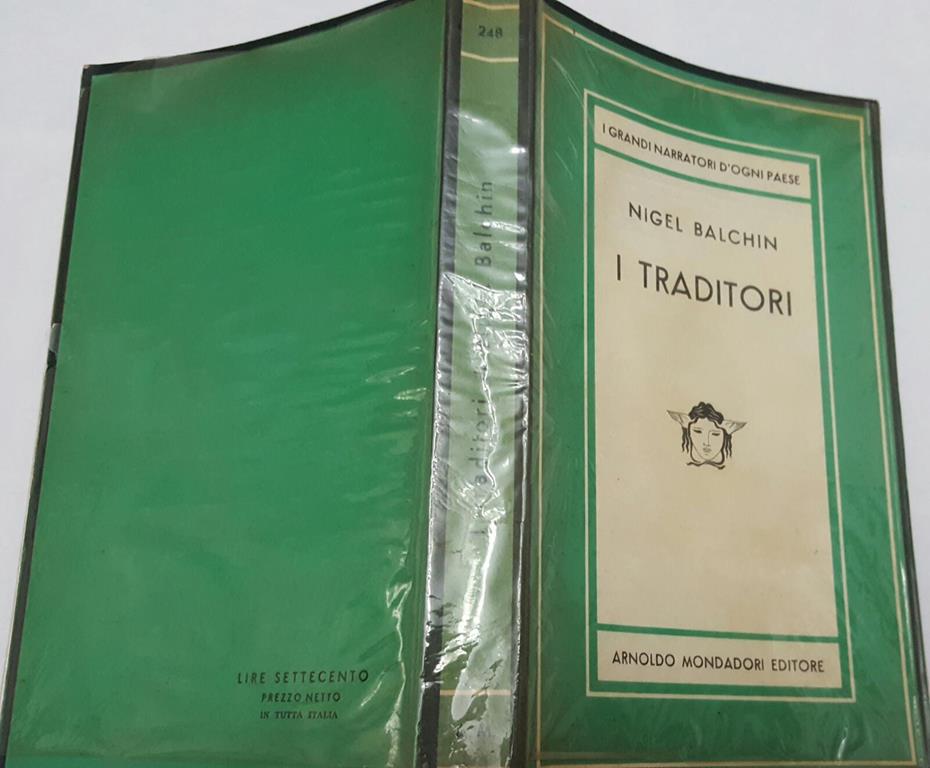 LIRE SETTECENTO
PREZZO NETTO
IN TUTTA ITALIA
248
I Traditori
Balchin
I GRANDI NARRATORI D'OGNI PAESE
NIGEL BALCHIN
I TRADITORI
ARNOLDO MONDADORI EDITORE